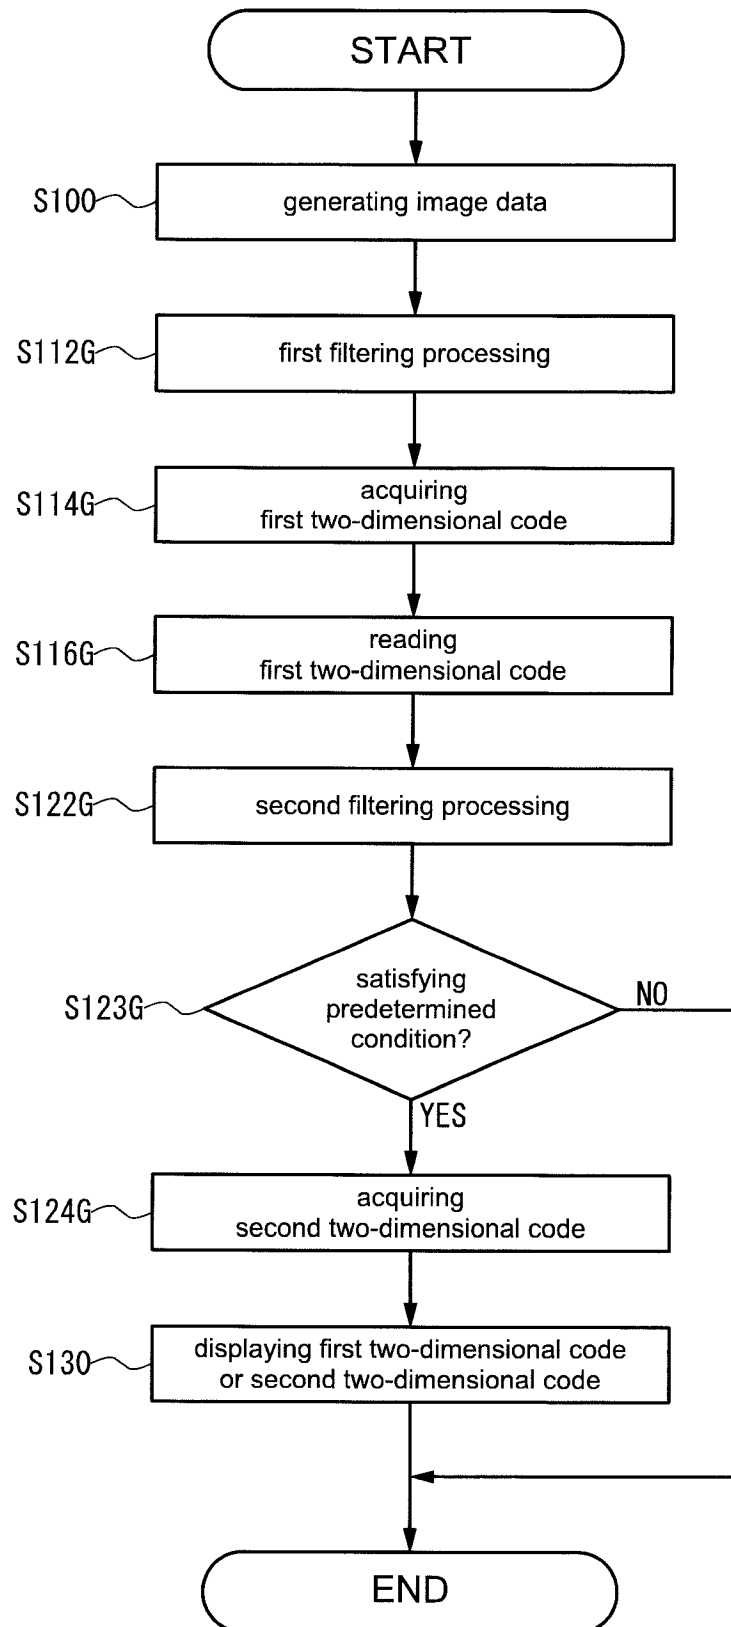 START
S100
generating image data
S112G
first filtering processing
S114G
acquiring
first two-dimensional code
S116G
reading
first two-dimensional code
S122G
second filtering processing
S123G
satisfying
predetermined
condition?
NO
YES
S124G
acquiring
second two-dimensional code
S130
displaying first two-dimensional code
or second two-dimensional code
END